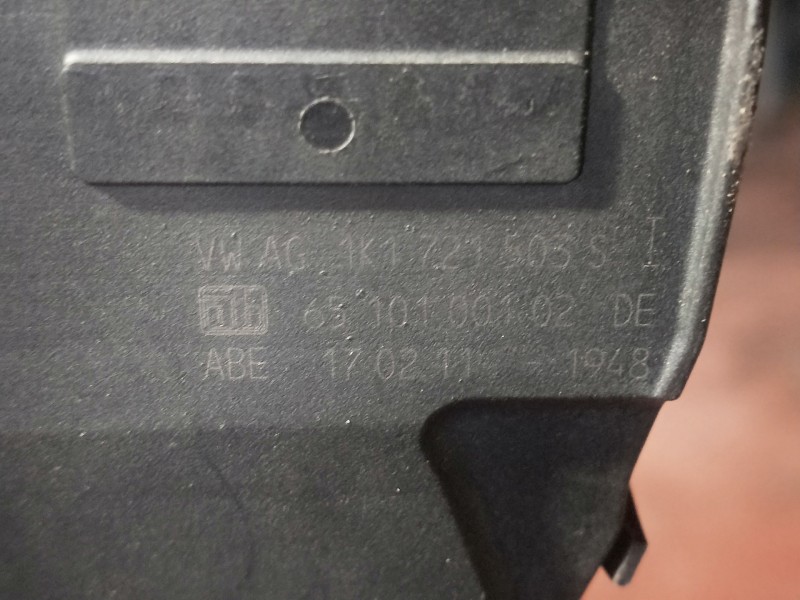 VW AG 1K1 721 503 S I
65 101 001 02 DE
ABE 17 02 11 - 1948